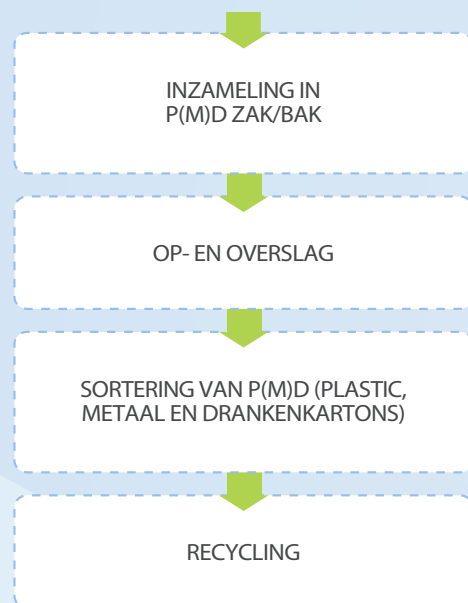 INZAMELING IN
P(M)D ZAK/BAK
OP- EN OVERSLAG
SORTERING VAN P(M)D (PLASTIC,
METAAL EN DRANKENKARTONS)
RECYCLING